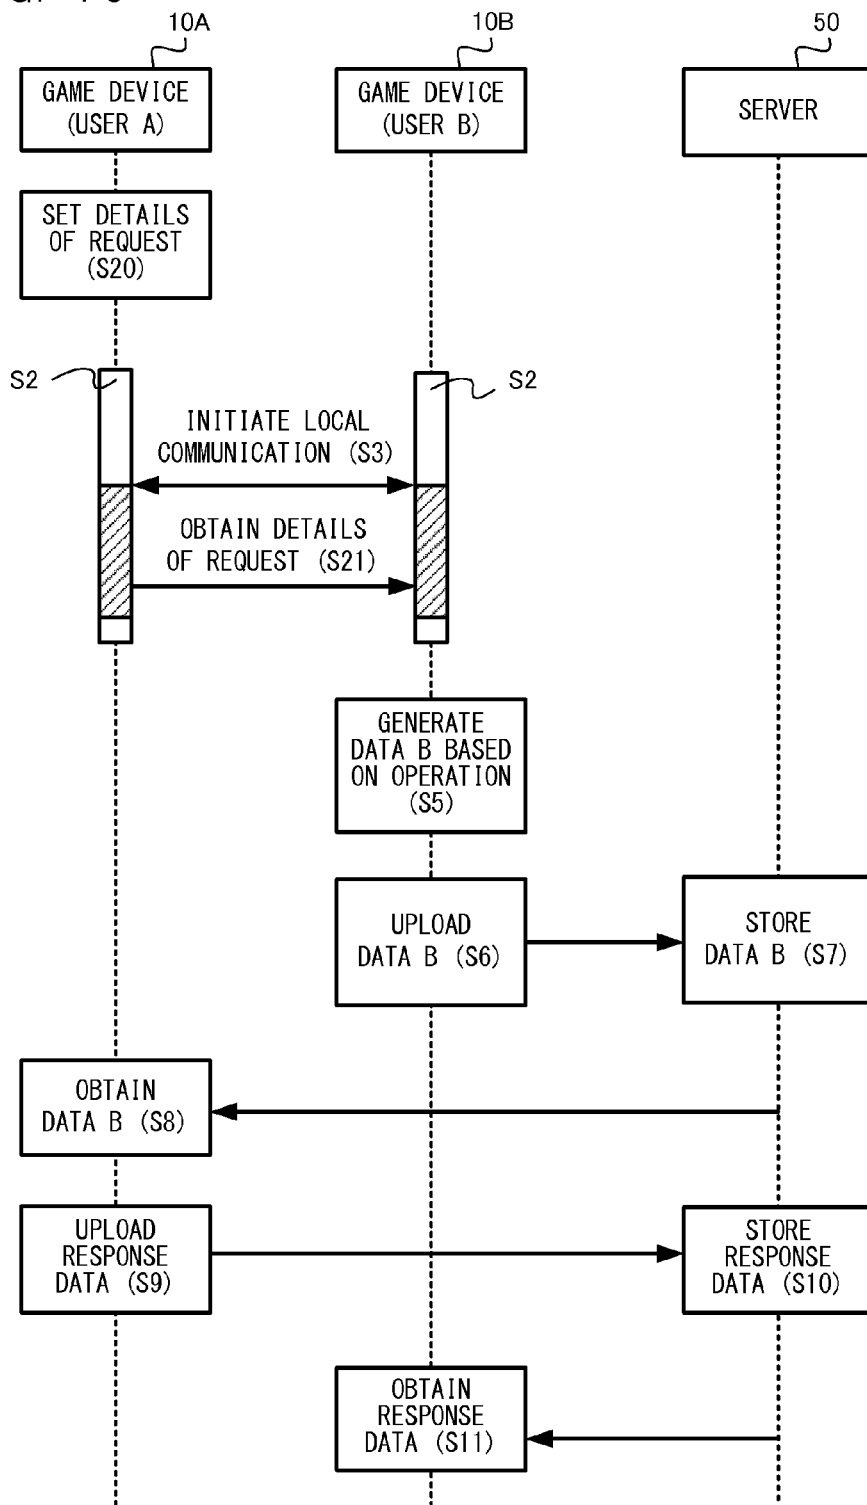 10A
10B
50
GAME DEVICE
(USER A)
GAME DEVICE
(USER B)
SERVER
SET DETAILS
OF REQUEST
(S20)
S2
S2
INITIATE LOCAL
COMMUNICATION (S3)
OBTAIN DETAILS
OF REQUEST (S21)
GENERATE
DATA B BASED
ON OPERATION
(S5)
UPLOAD
DATA B (S6)
STORE
DATA B (S7)
OBTAIN
DATA B (S8)
UPLOAD
RESPONSE
DATA (S9)
STORE
RESPONSE
DATA (S10)
OBTAIN
RESPONSE
DATA (S11)